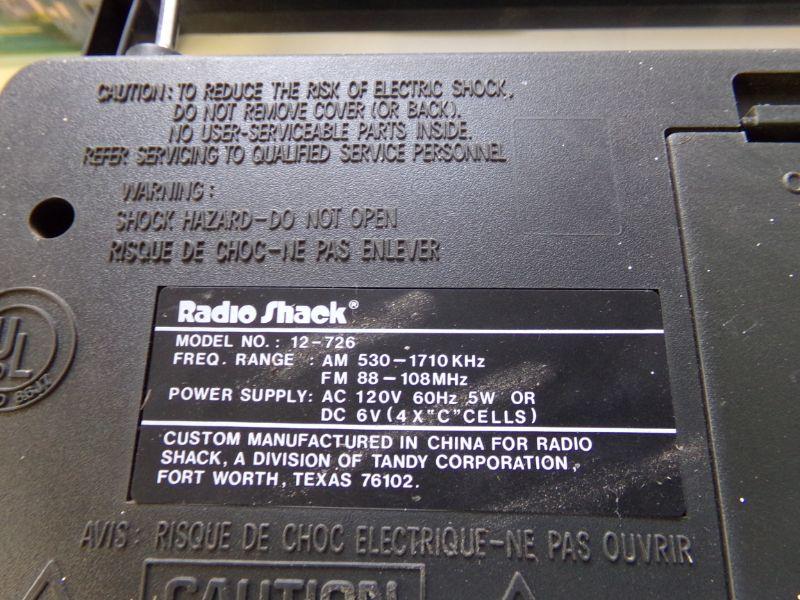 CAUTION: TO REDUCE THE RISK OF ELECTRIC SHOCK,
DO NOT REMOVE COVER (OR BACK).
NO USER-SERVICEABLE PARTS INSIDE.
REFER SERVICING TO QUALIFIED SERVICE PERSONNEL
WARNING:
SHOCK HAZARD-DO NOT OPEN
RISQUE DE CHOC-NE PAS ENLEVER
UL
Radio Shack®
MODEL NO.: 12-726
FREQ. RANGE : AM 530-1710 KHz
FM 88-108MHz
POWER SUPPLY: AC 120V 60Hz 5W OR
DC 6V (4 X "C" CELLS)
CUSTOM MANUFACTURED IN CHINA FOR RADIO
SHACK, A DIVISION OF TANDY CORPORATION,
FORT WORTH, TEXAS 76102.
AVIS: RISQUE DE CHOC ELECTRIQUE-NE PAS OUVRIR
CAUTION